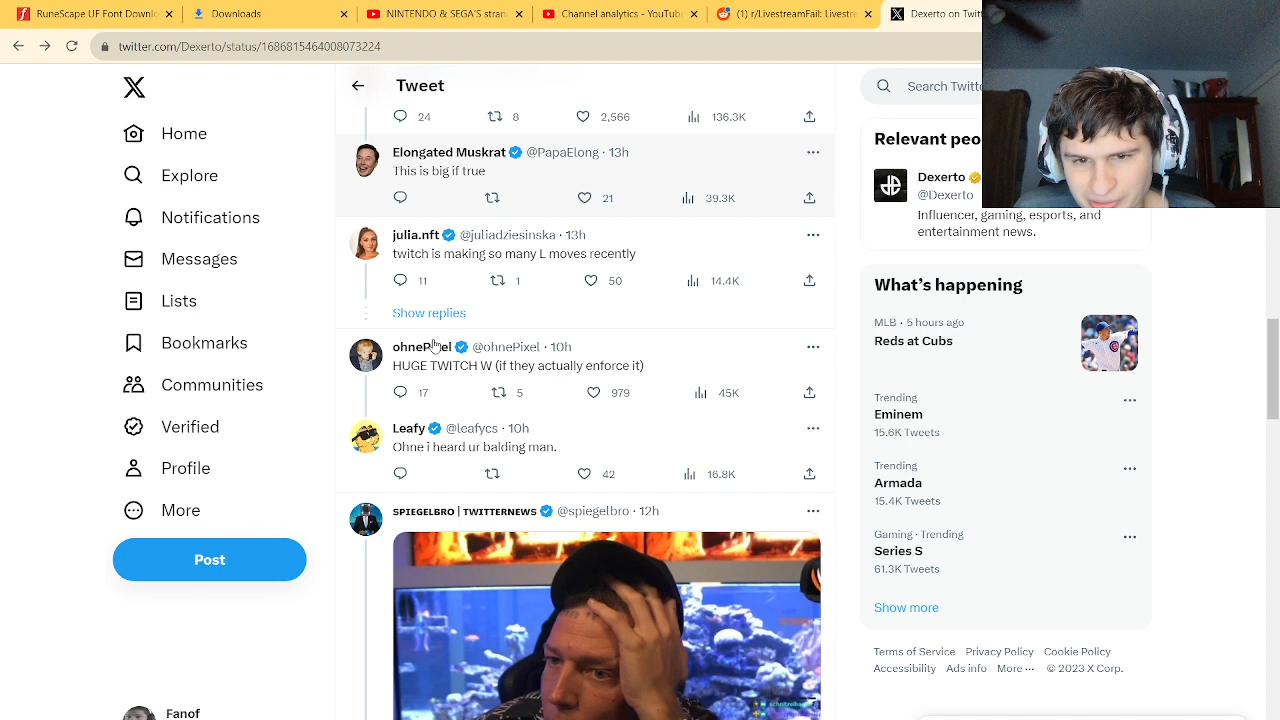 RuneScape UF Font (TrueTy
Downloads
NINTENDO & SEGA'S stran
Channel analytics - YouTube
(1) r/LivestreamFail: Livestre
Dexerto on Twitt
twitter.com/Dexerto/status/1686815464008073224
Tweet
Search Twitte
Home
Explore
Notifications
Messages
Lists
Bookmarks
Communities
Verified
Profile
More
Post
Fanof
24 8 2,566 136.3K
Elongated Muskrat @PapaElong · 13h
This is big if true
21 39.3K
julia.nft @juliadziesinska · 13h
twitch is making so many L moves recently
11 1 50 14.4K
Show replies
ohnePixel @ohnePixel · 10h
HUGE TWITCH W (if they actually enforce it)
17 5 979 45K
Leafy @leafycs · 10h
Ohne i heard ur balding man.
42 16.8K
SPIEGELBRO | TWITTERNEWS @spiegelbro · 12h
Relevant peo
Dexerto
@Dexerto
Influencer, gaming, esports, and
entertainment news.
What's happening
MLB · 5 hours ago
Reds at Cubs
Trending
Eminem
15.6K Tweets
Trending
Armada
15.4K Tweets
Gaming · Trending
Series S
61.3K Tweets
Show more
Terms of Service Privacy Policy Cookie Policy
Accessibility Ads info More ··· © 2023 X Corp.